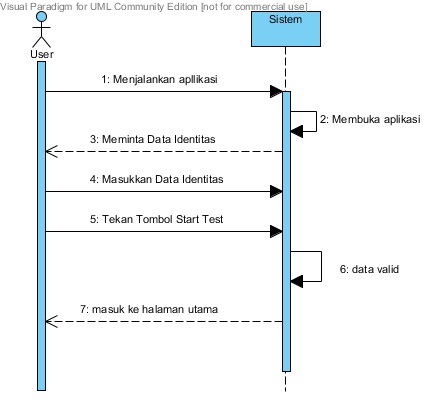 Visual Paradigm for UML Community Edition [not for commercial use]
Sistem
User
1: Menjalankan apllikasi
2: Membuka aplikasi
3: Meminta Data Identitas
4: Masukkan Data Identitas
5: Tekan Tombol Start Test
6: data valid
7: masuk ke halaman utama